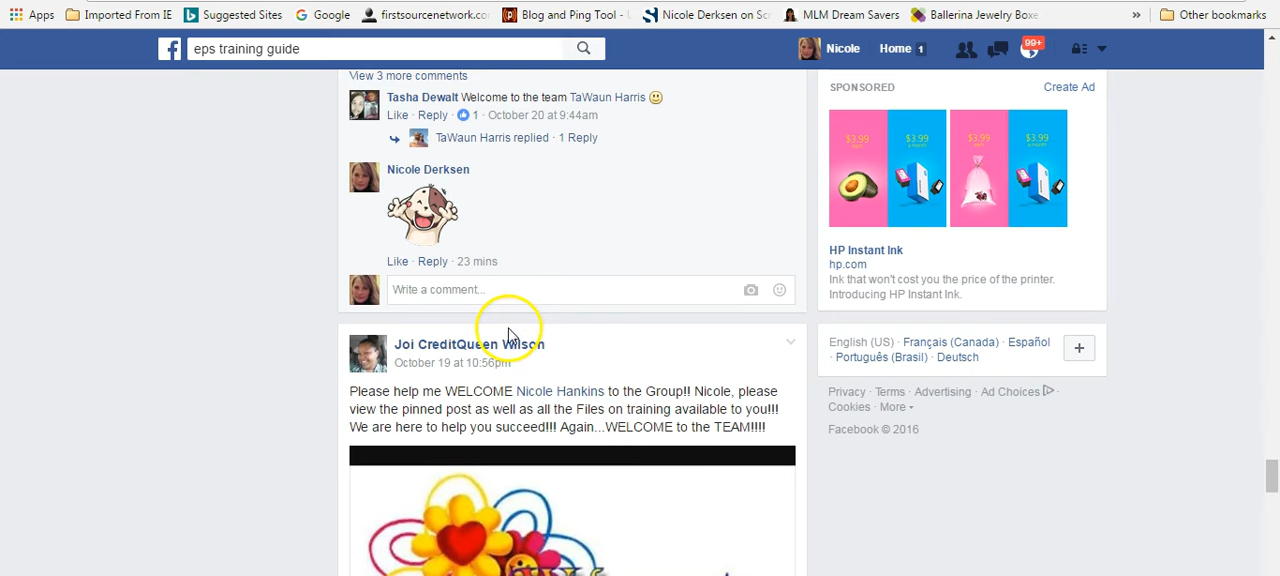 Apps Imported From IE Suggested Sites Google firstsourcenetwork.co Blog and Ping Tool - Nicole Derksen on Scr MLM Dream Savers Ballerina Jewelry Boxe » Other bookmarks
eps training guide Nicole Home 1 99+
View 3 more comments
SPONSORED Create Ad
Tasha Dewalt Welcome to the team TaWaun Harris
Like · Reply · 1 · October 20 at 9:44am
TaWaun Harris replied · 1 Reply
Nicole Derksen
Like · Reply · 23 mins
Write a comment...
$3.99
$3.99
$3.99
$3.99
HP Instant Ink
hp.com
Ink that won't cost you the price of the printer.
Introducing HP Instant Ink.
Joi CreditQueen Wilson
October 19 at 10:56pm
Please help me WELCOME Nicole Hankins to the Group!! Nicole, please
view the pinned post as well as all the Files on training available to you!!!
We are here to help you succeed!!! Again...WELCOME to the TEAM!!!!
English (US) · Français (Canada) · Español
· Português (Brasil) · Deutsch
Privacy · Terms · Advertising · Ad Choices ·
Cookies · More
Facebook © 2016